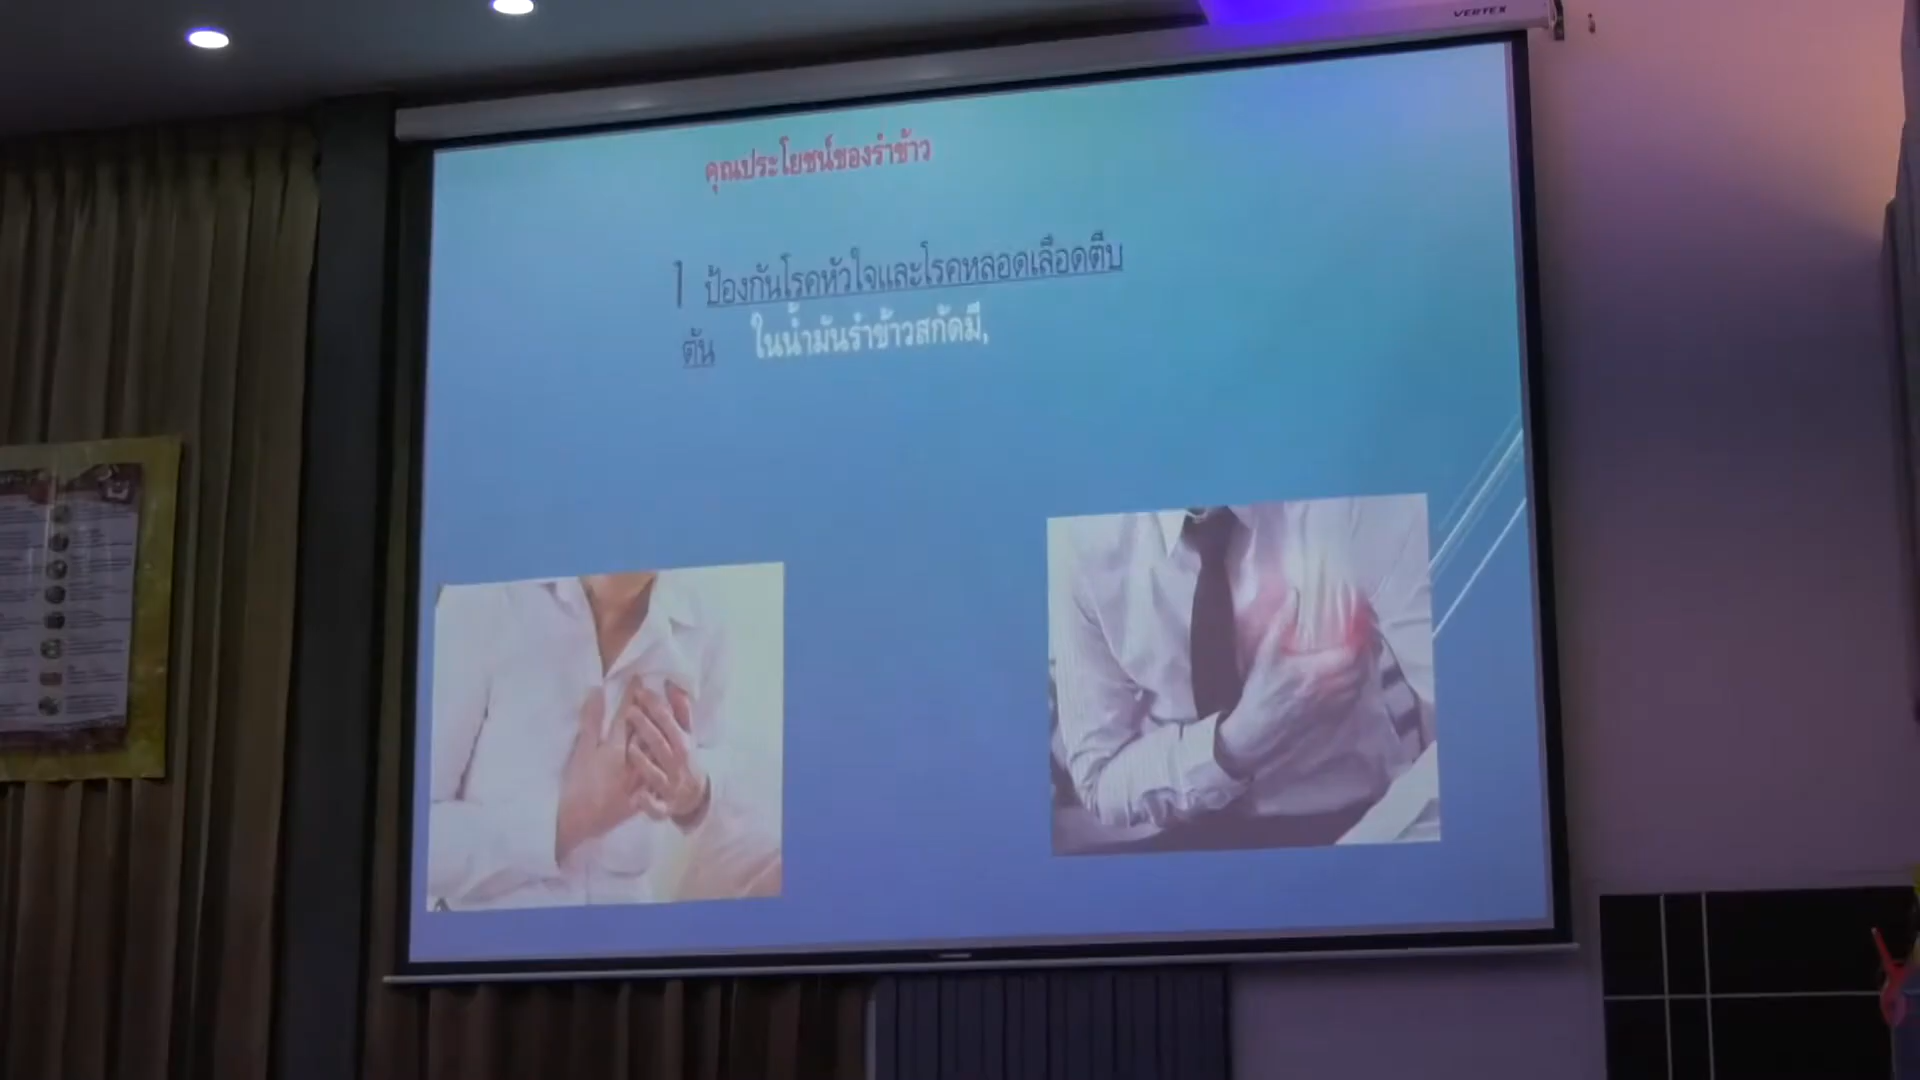 VERTEX
คุณประโยชน์ของรำข้าว
1 ป้องกันโรคหัวใจและโรคหลอดเลือดตีบ
ตัน ในน้ำมันรำข้าวสกัดมี,